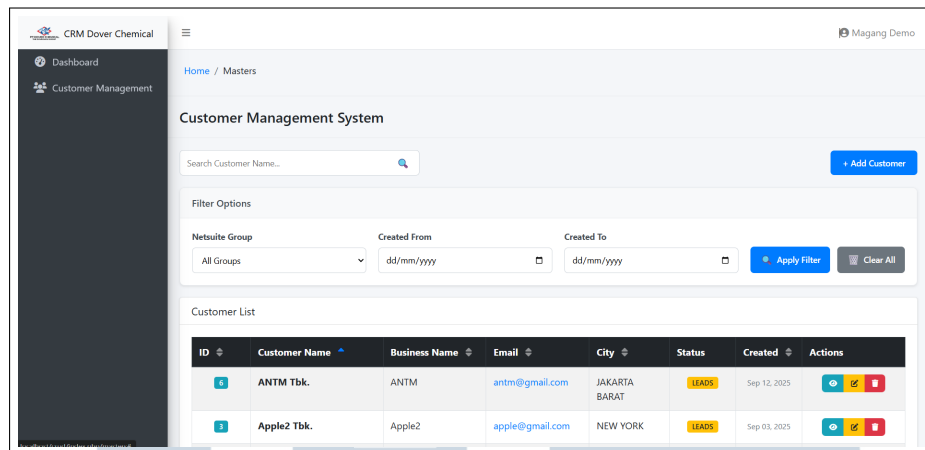 CRM Dover Chemical
Magang Demo
Dashboard
Customer Management
Home / Masters
Customer Management System
Search Customer Name...
+ Add Customer
Filter Options
Netsuite Group
Created From
Created To
All Groups
dd/mm/yyyy
dd/mm/yyyy
Apply Filter
Clear All
Customer List
ID
Customer Name
Business Name
Email
City
Status
Created
Actions
6
ANTM Tbk.
ANTM
antm@gmail.com
JAKARTA
BARAT
LEADS
Sep 12, 2025
3
Apple2 Tbk.
Apple2
apple@gmail.com
NEW YORK
LEADS
Sep 03, 2025